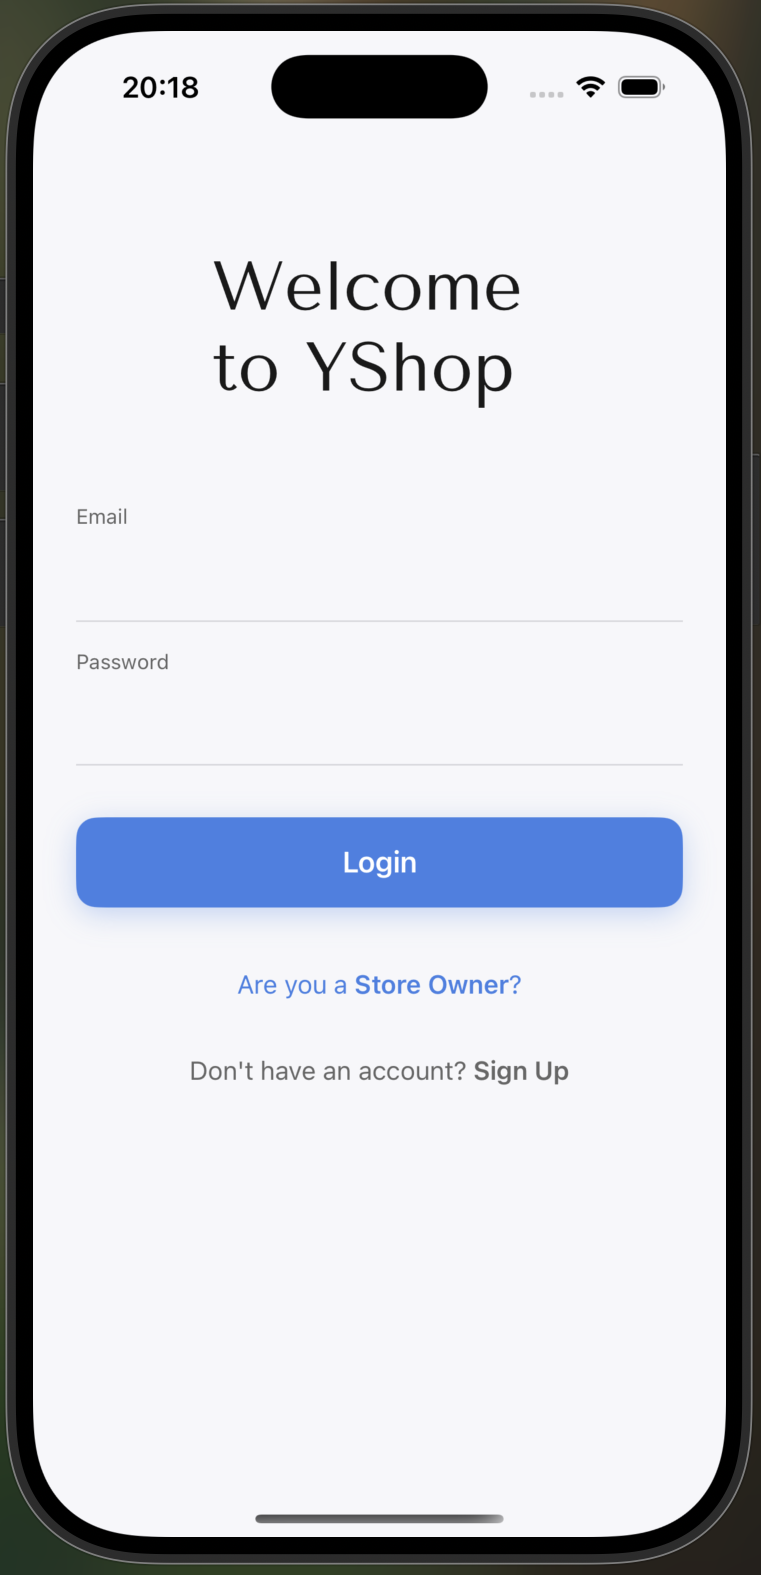 20:18
Welcome
to YShop
Email
Password
Login
Are you a Store Owner?
Don't have an account? Sign Up